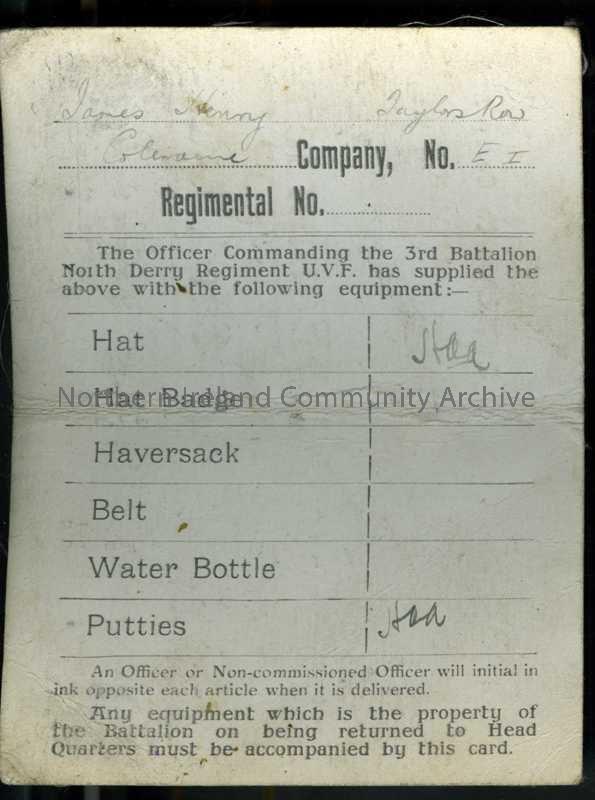 James Henry Taylors Row
Coleraine Company, No. E I
Regimental No.
The Officer Commanding the 3rd Battalion
North Derry Regiment U.V.F. has supplied the
above with the following equipment:—
Hat
Hat Badge
Northern Ireland Community Archive
Haversack
Belt
Water Bottle
Putties
An Officer or Non-commissioned Officer will initial in
ink opposite each article when it is delivered.
Any equipment which is the property of
the Battalion on being returned to Head
Quarters must be accompanied by this card.